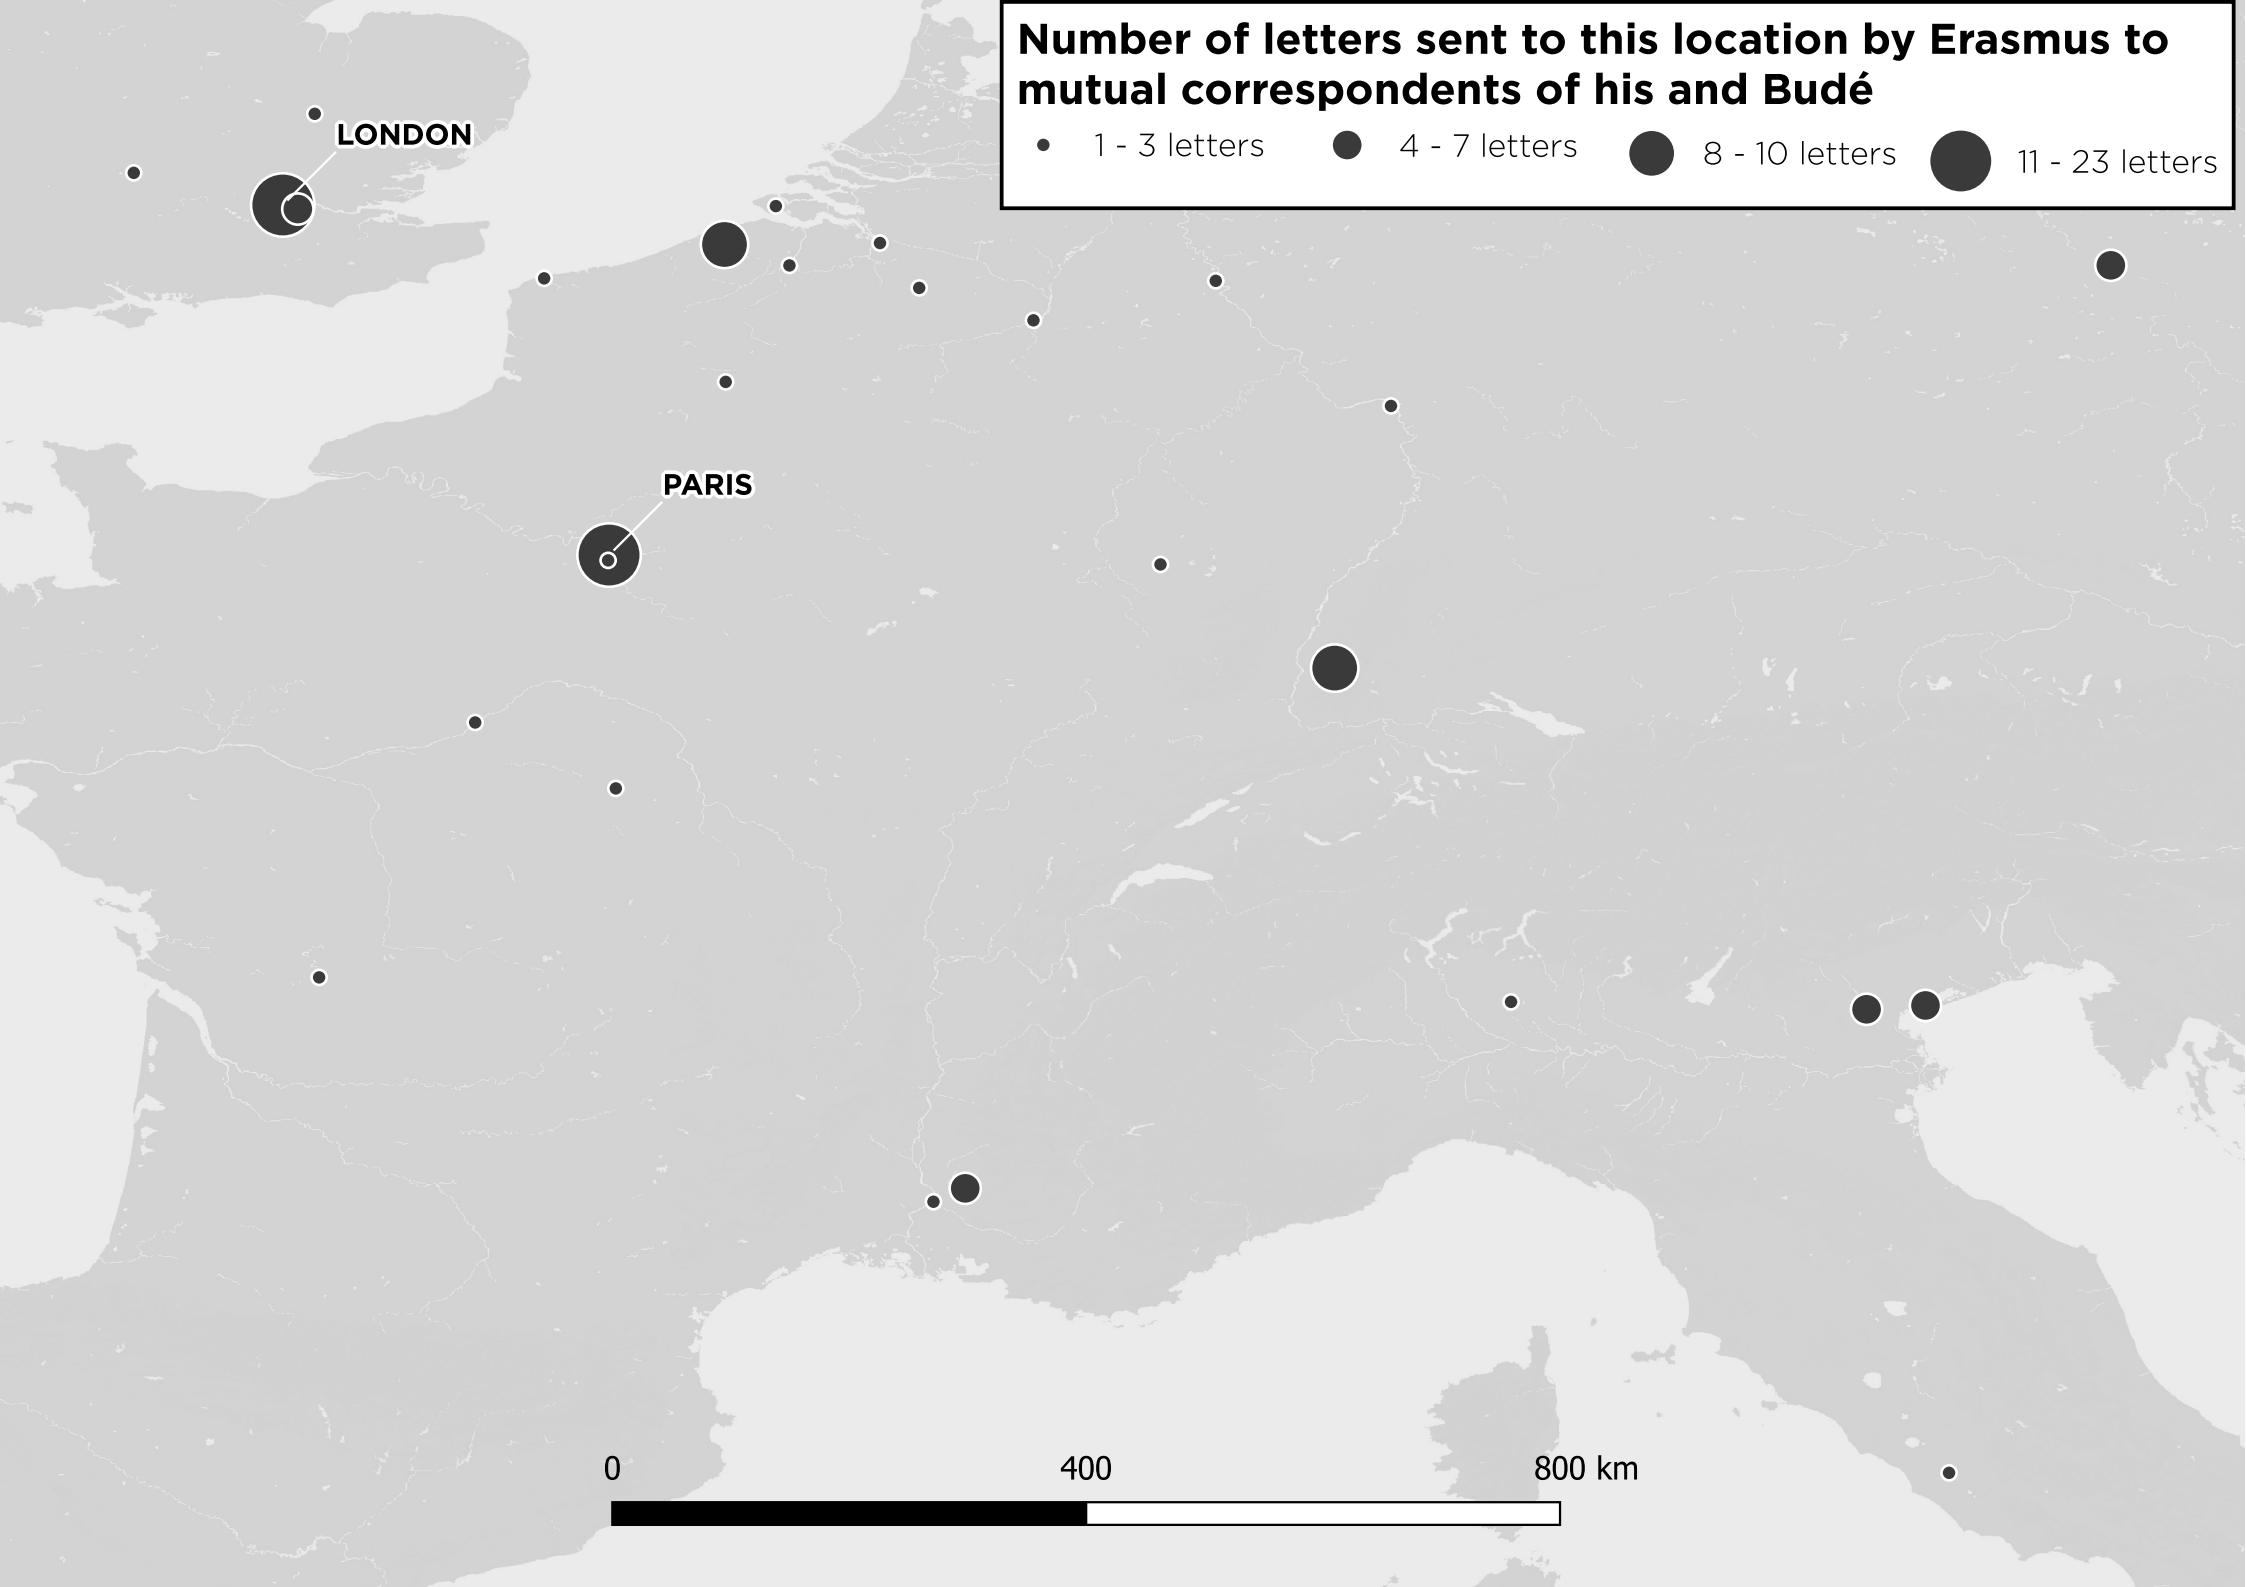 Number of letters sent to this location by Erasmus to
mutual correspondents of his and Budé
1 - 3 letters
4 - 7 letters
8 - 10 letters
11 - 23 letters
LONDON
PARIS
0
400
800 km